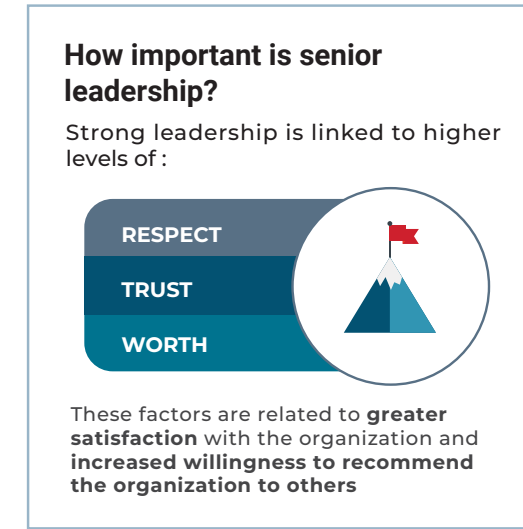 How important is senior
leadership?
Strong leadership is linked to higher
levels of :
RESPECT
TRUST
WORTH
These factors are related to greater
satisfaction with the organization and
increased willingness to recommend
the organization to others